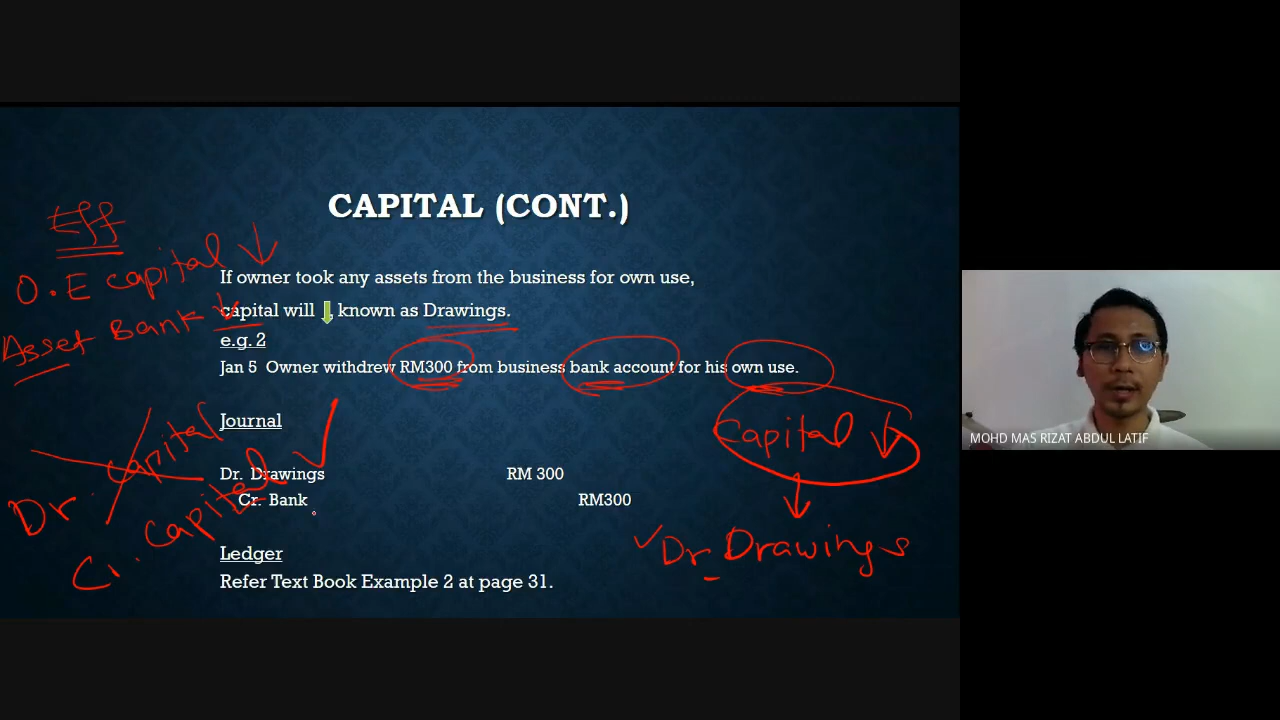 CAPITAL (CONT.)
Eff
O.E capital ↓
Asset Bank ↓
If owner took any assets from the business for own use,
capital will ↓, known as Drawings.
e.g. 2
Jan 5 Owner withdrew RM300 from business bank account for his own use.
Journal
Capital ↓
Dr. Capital
Dr. Drawings RM 300
Cr. Bank RM300
Cr. Capital
✓Dr Drawings
Ledger
Refer Text Book Example 2 at page 31.
MOHD MAS RIZAT ABDUL LATIF